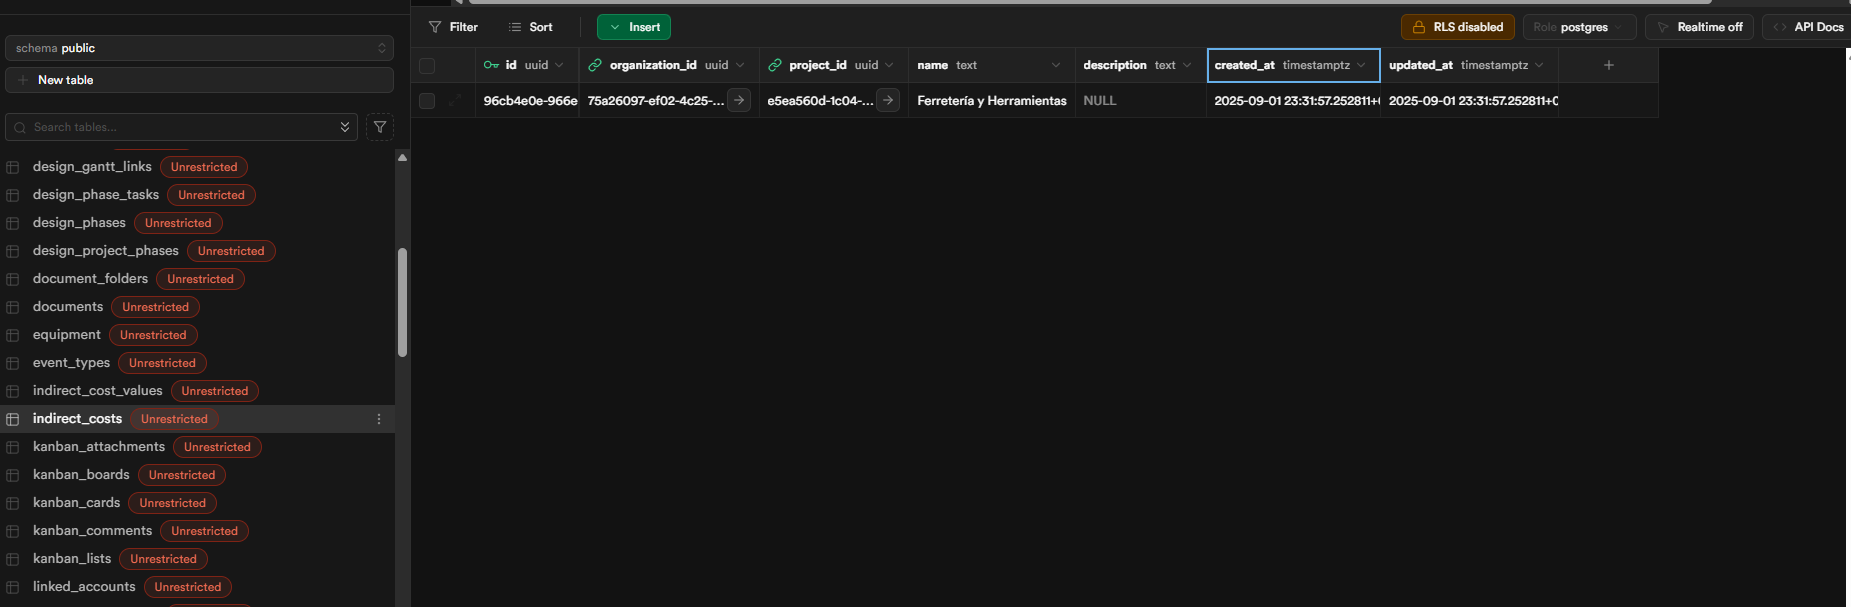 Filter Sort Insert RLS disabled Role postgres Realtime off API Docs
schema public
New table
Search tables...
design_gantt_links Unrestricted
design_phase_tasks Unrestricted
design_phases Unrestricted
design_project_phases Unrestricted
document_folders Unrestricted
documents Unrestricted
equipment Unrestricted
event_types Unrestricted
indirect_cost_values Unrestricted
indirect_costs Unrestricted
kanban_attachments Unrestricted
kanban_boards Unrestricted
kanban_cards Unrestricted
kanban_comments Unrestricted
kanban_lists Unrestricted
linked_accounts Unrestricted
id uuid organization_id uuid project_id uuid name text description text created_at timestamptz updated_at timestamptz
96cb4e0e-966e 75a26097-ef02-4c25-... e5ea560d-1c04-... Ferretería y Herramientas NULL 2025-09-01 23:31:57.252811+ 2025-09-01 23:31:57.252811+0